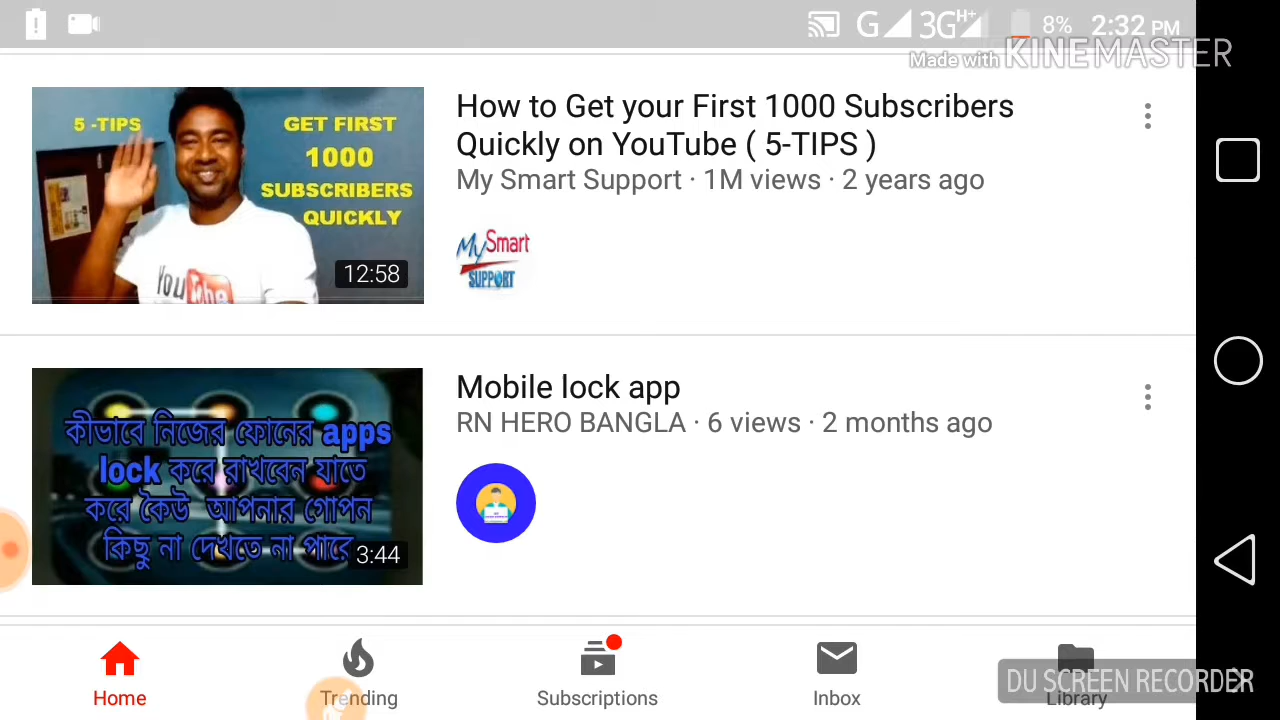 G 3G H+ 8% 2:32 PM
Made with KINEMASTER
5 -TIPS
GET FIRST
1000
SUBSCRIBERS
QUICKLY
YouTube
12:58
How to Get your First 1000 Subscribers
Quickly on YouTube ( 5-TIPS )
My Smart Support · 1M views · 2 years ago
My Smart
SUPPORT
কীভাবে নিজের ফোনের apps
lock করে রাখবেন যাতে
করে কৈউ আপনার গোপন
কিছু না দেখতে না পারে
3:44
Mobile lock app
RN HERO BANGLA · 6 views · 2 months ago
Home
Trending
Subscriptions
Inbox
Library
DU SCREEN RECORDER